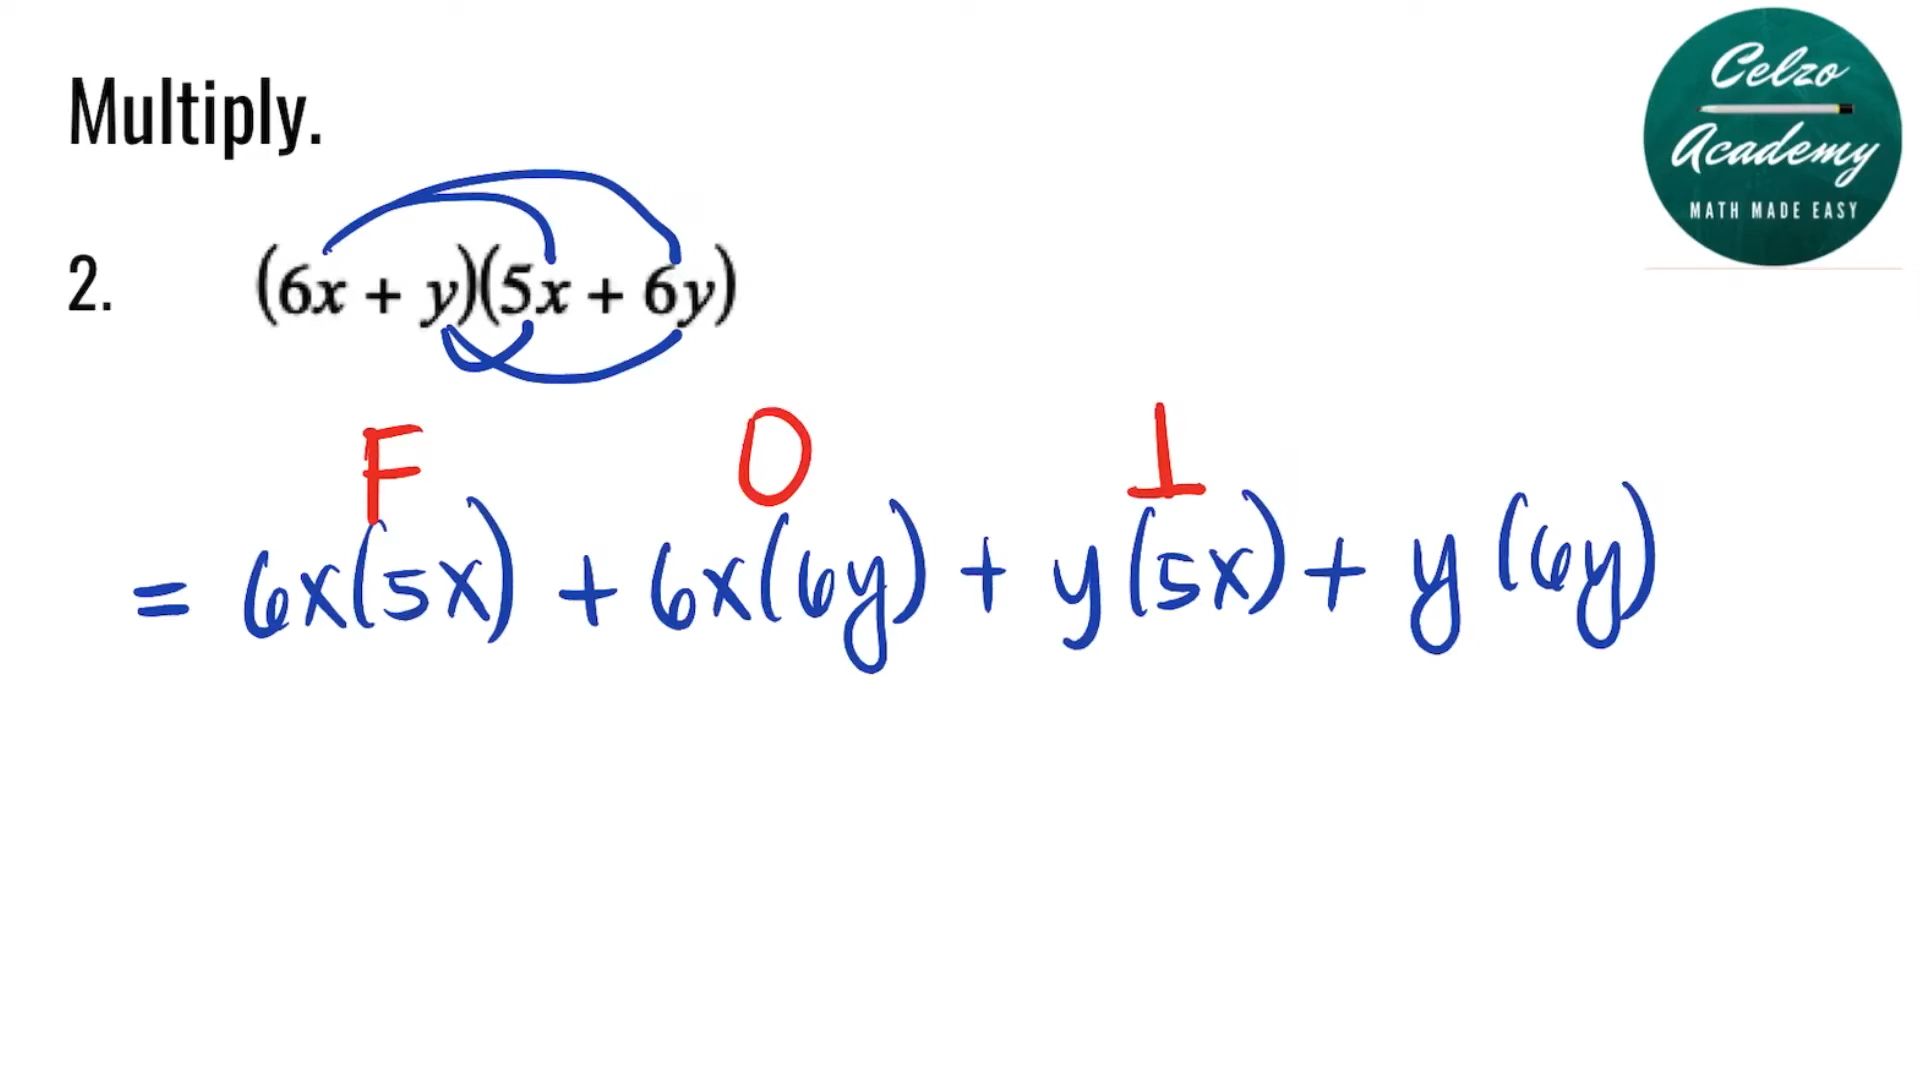 Multiply.
Celzo
Academy
MATH MADE EASY
2. (6x + y)(5x + 6y)
F O I
= 6x(5x) + 6x(6y) + y(5x) + y(6y)